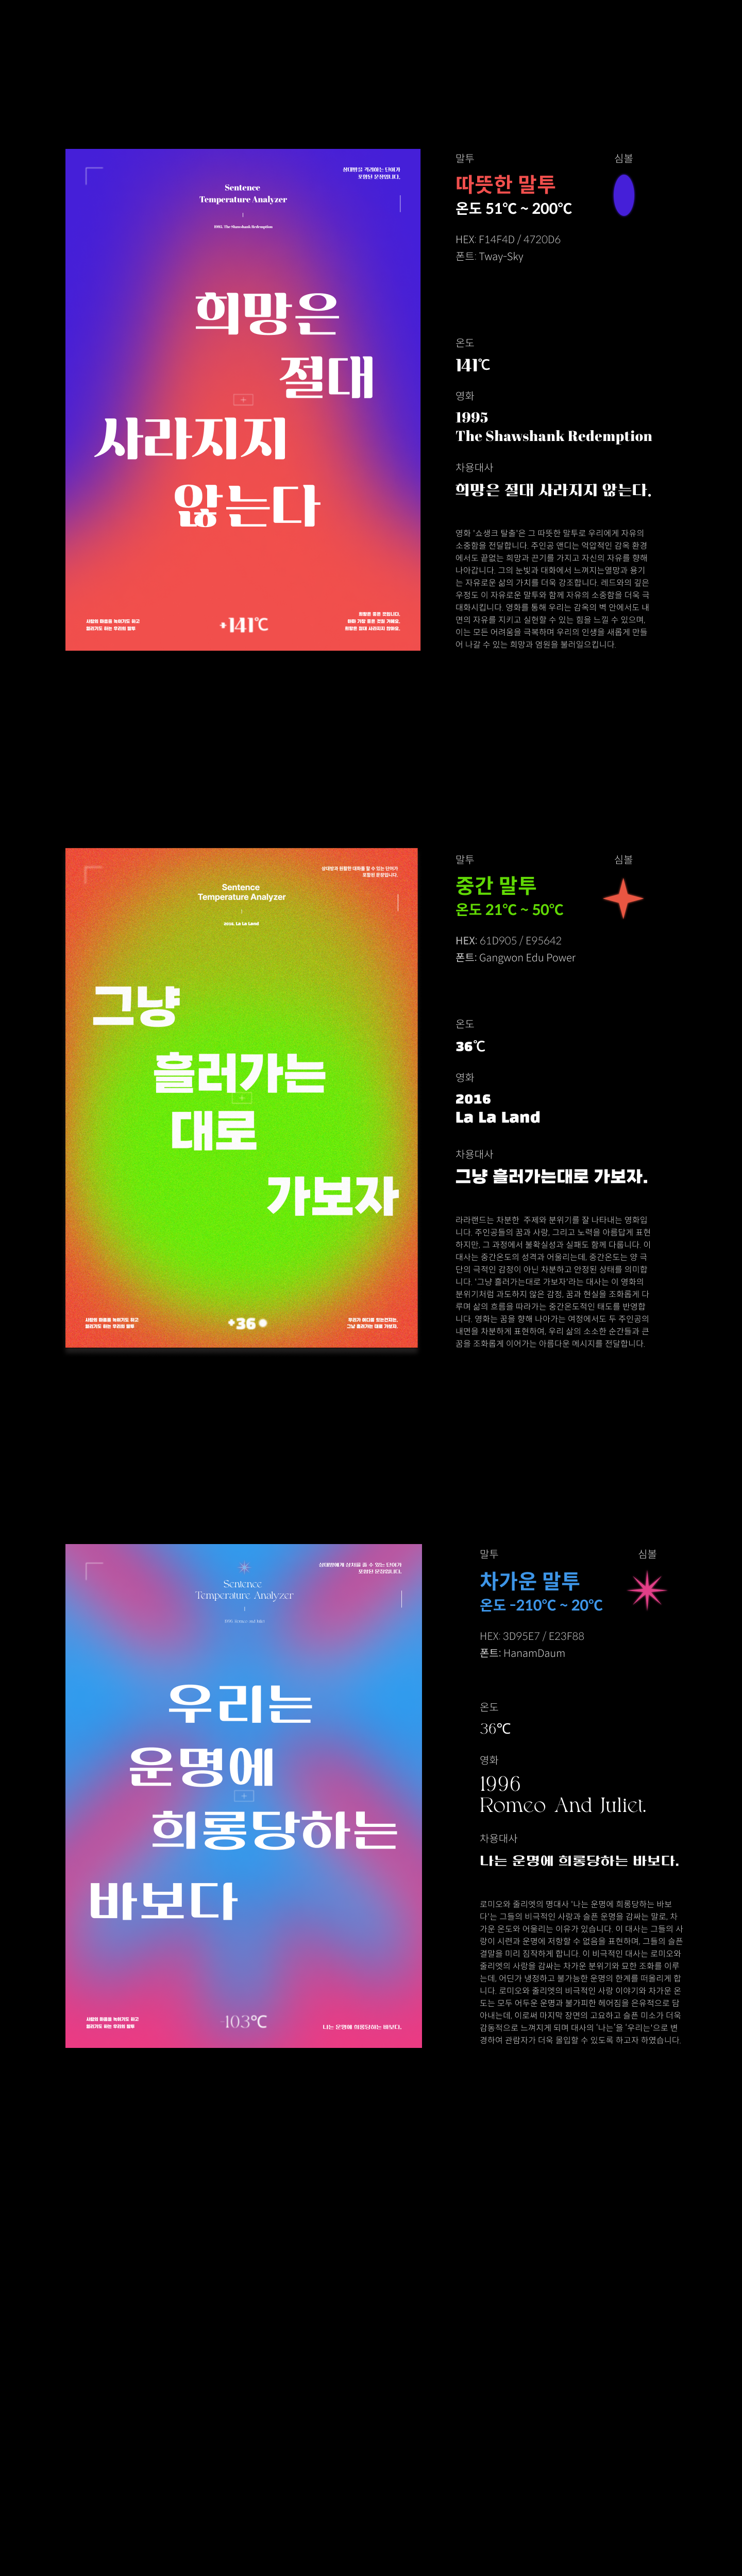 상대방을 격려하는 단어가
포함된 문장입니다.
Sentence
Temperature Analyzer
1995. The Shawshank Redemption
희망은
절대
사라지지
않는다
사람의 마음을 녹여기도 하고
얼리기도 하는 우리의 말투
+141℃
희망은 좋은 것입니다.
희망은 절대 사라지지 않아요.
말투
심볼
따뜻한 말투
온도 51℃ ~ 200℃
HEX: F14F4D / 4720D6
폰트: Tway-Sky
온도
141℃
영화
1995
The Shawshank Redemption
차용대사
희망은 절대 사라지지 않는다.
영화 '쇼생크 탈출'은 그 따뜻한 말투로 우리에게 자유의
소중함을 전달합니다. 주인공 앤디는 억압적인 감옥 환경
에서도 끝없는 희망과 끈기를 가지고 자신의 자유를 향해
나아갑니다. 그의 눈빛과 대화에서 느껴지는열망과 용기
는 자유로운 삶의 가치를 더욱 강조합니다. 레드와의 깊은
우정도 이 자유로운 말투와 함께 자유의 소중함을 더욱 극
대화시킵니다. 영화를 통해 우리는 감옥의 벽 안에서도 내
면의 자유를 지키고 실현할 수 있는 힘을 느낄 수 있으며,
이는 모든 어려움을 극복하며 우리의 인생을 새롭게 만들
어 나갈 수 있는 희망과 염원을 불러일으킵니다.
상대방과 원활한 대화를 할 수 있는 단어가
포함된 문장입니다.
Sentence
Temperature Analyzer
2016. La La Land
그냥
흘러가는
대로
가보자
사람의 마음을 녹여기도 하고
얼리기도 하는 우리의 말투
+36
우리가 어디로 있는건지는,
그냥 흘러가는 대로 가보자.
말투
심볼
중간 말투
온도 21℃ ~ 50℃
HEX: 61D905 / E95642
폰트: Gangwon Edu Power
온도
36℃
영화
2016
La La Land
차용대사
그냥 흘러가는대로 가보자.
라라랜드는 차분한 주제와 분위기를 잘 나타내는 영화입
니다. 주인공들의 꿈과 사랑, 그리고 노력을 아름답게 표현
하지만, 그 과정에서 불확실성과 실패도 함께 다룹니다. 이
대사는 중간온도의 성격과 어울리는데, 중간온도는 양 극
단의 극적인 감정이 아닌 차분하고 안정된 상태를 의미합
니다. '그냥 흘러가는대로 가보자'라는 대사는 이 영화의
분위기처럼 과도하지 않은 감정, 꿈과 현실을 조화롭게 다
루며 삶의 흐름을 따라가는 중간온도적인 태도를 반영합
니다. 영화는 꿈을 향해 나아가는 여정에서도 두 주인공의
내면을 차분하게 표현하여, 우리 삶의 소소한 순간들과 큰
꿈을 조화롭게 이어가는 아름다운 메시지를 전달합니다.
상대방에게 상처를 줄 수 있는 단어가
포함된 문장입니다.
Sentence
Temperature Analyzer
1996. Romeo And Juliet
우리는
운명에
희롱당하는
바보다
사람의 마음을 녹여기도 하고
얼리기도 하는 우리의 말투
-103℃
나는 운명에 희롱당하는 바보다.
말투
심볼
차가운 말투
온도 -210℃ ~ 20℃
HEX: 3D95E7 / E23F88
폰트: HanamDaum
온도
36℃
영화
1996
Romeo And Juliet.
차용대사
나는 운명에 희롱당하는 바보다.
로미오와 줄리엣의 명대사 '나는 운명에 희롱당하는 바보
다'는 그들의 비극적인 사랑과 슬픈 운명을 감싸는 말로, 차
가운 온도와 어울리는 이유가 있습니다. 이 대사는 그들의 사
랑이 시련과 운명에 저항할 수 없음을 표현하며, 그들의 슬픈
결말을 미리 짐작하게 합니다. 이 비극적인 대사는 로미오와
줄리엣의 사랑을 감싸는 차가운 분위기와 묘한 조화를 이루
는데, 어딘가 냉정하고 불가능한 운명의 한계를 떠올리게 합
니다. 로미오와 줄리엣의 비극적인 사랑 이야기와 차가운 온
도는 모두 어두운 운명과 불가피한 헤어짐을 은유적으로 담
아내는데, 이로써 마지막 장면의 고요하고 슬픈 미소가 더욱
감동적으로 느껴지게 되며 대사의 '나는'을 '우리는'으로 변
경하여 관람자가 더욱 몰입할 수 있도록 하고자 하였습니다.